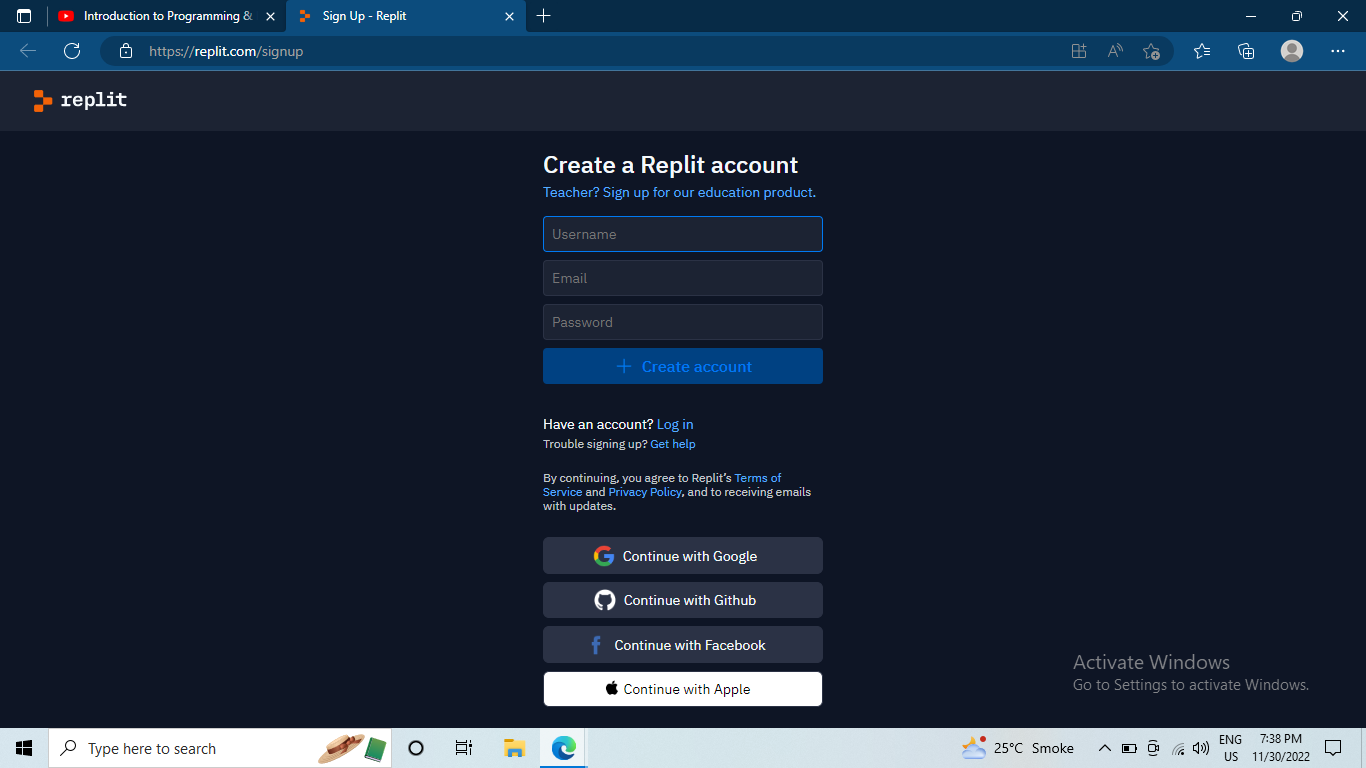 Introduction to Programming &
Sign Up - Replit
https://replit.com/signup
replit
Create a Replit account
Teacher? Sign up for our education product.
Username
Email
Password
Create account
Have an account? Log in
Trouble signing up? Get help
By continuing, you agree to Replit's Terms of
Service and Privacy Policy, and to receiving emails
with updates.
Continue with Google
Continue with Github
Continue with Facebook
Continue with Apple
Activate Windows
Go to Settings to activate Windows.
Type here to search
25°C Smoke
ENG
US
7:38 PM
11/30/2022